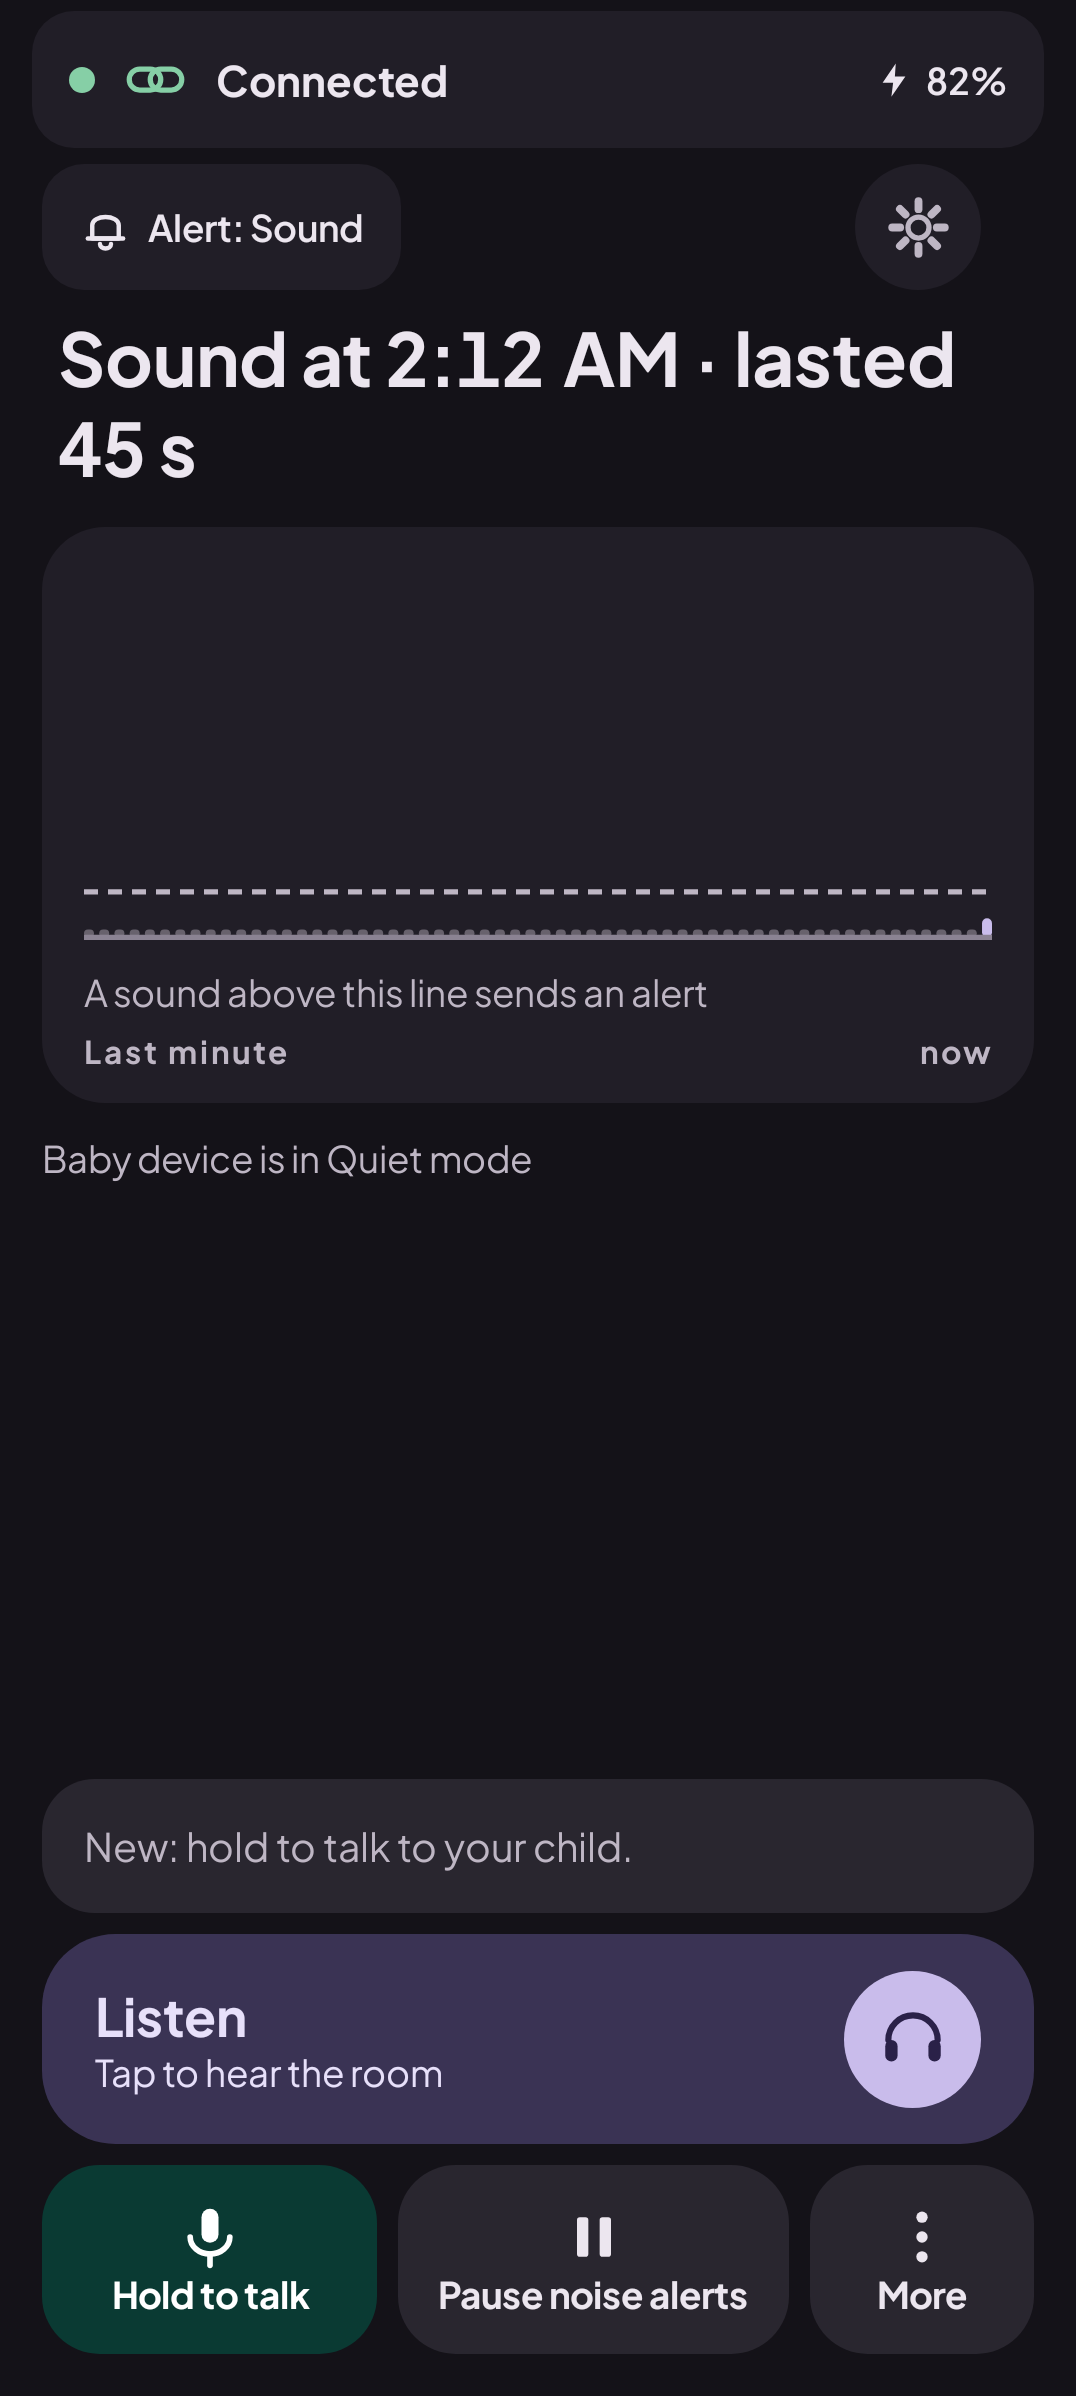 Connected
82%
Alert: Sound
Sound at 2:12 AM · lasted
45 s
A sound above this line sends an alert
Last minute
now
Baby device is in Quiet mode
New: hold to talk to your child.
Listen
Tap to hear the room
Hold to talk
Pause noise alerts
More